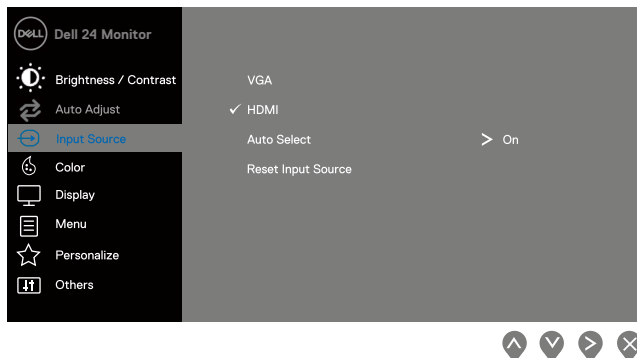 DELL Dell 24 Monitor
Brightness / Contrast
Auto Adjust
Input Source
Color
Display
Menu
Personalize
Others
VGA
HDMI
Auto Select On
Reset Input Source